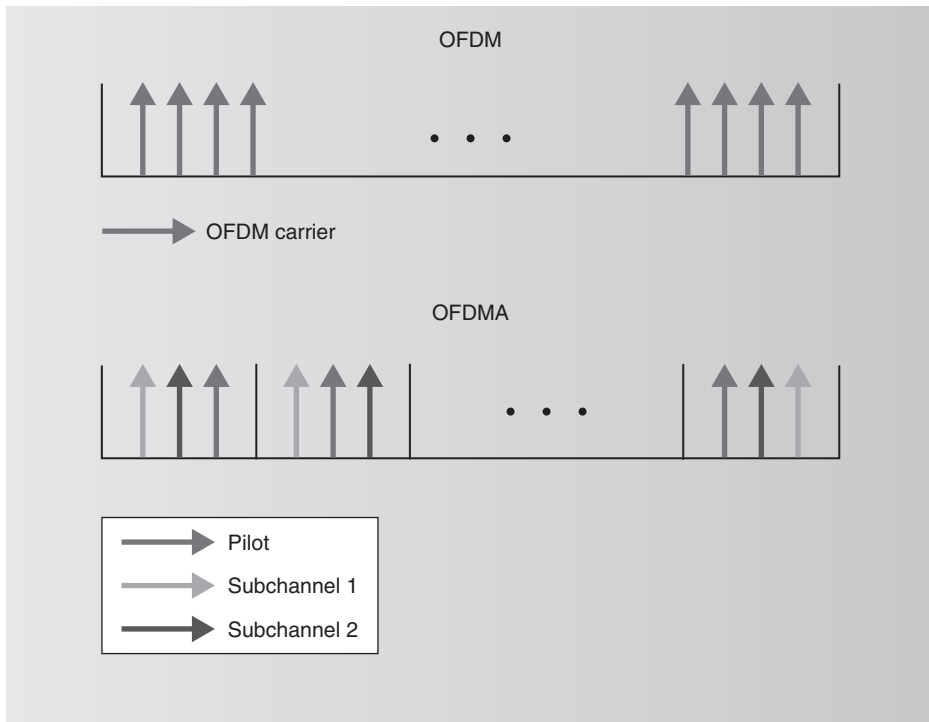 OFDM
OFDM carrier
OFDMA
Pilot
Subchannel 1
Subchannel 2